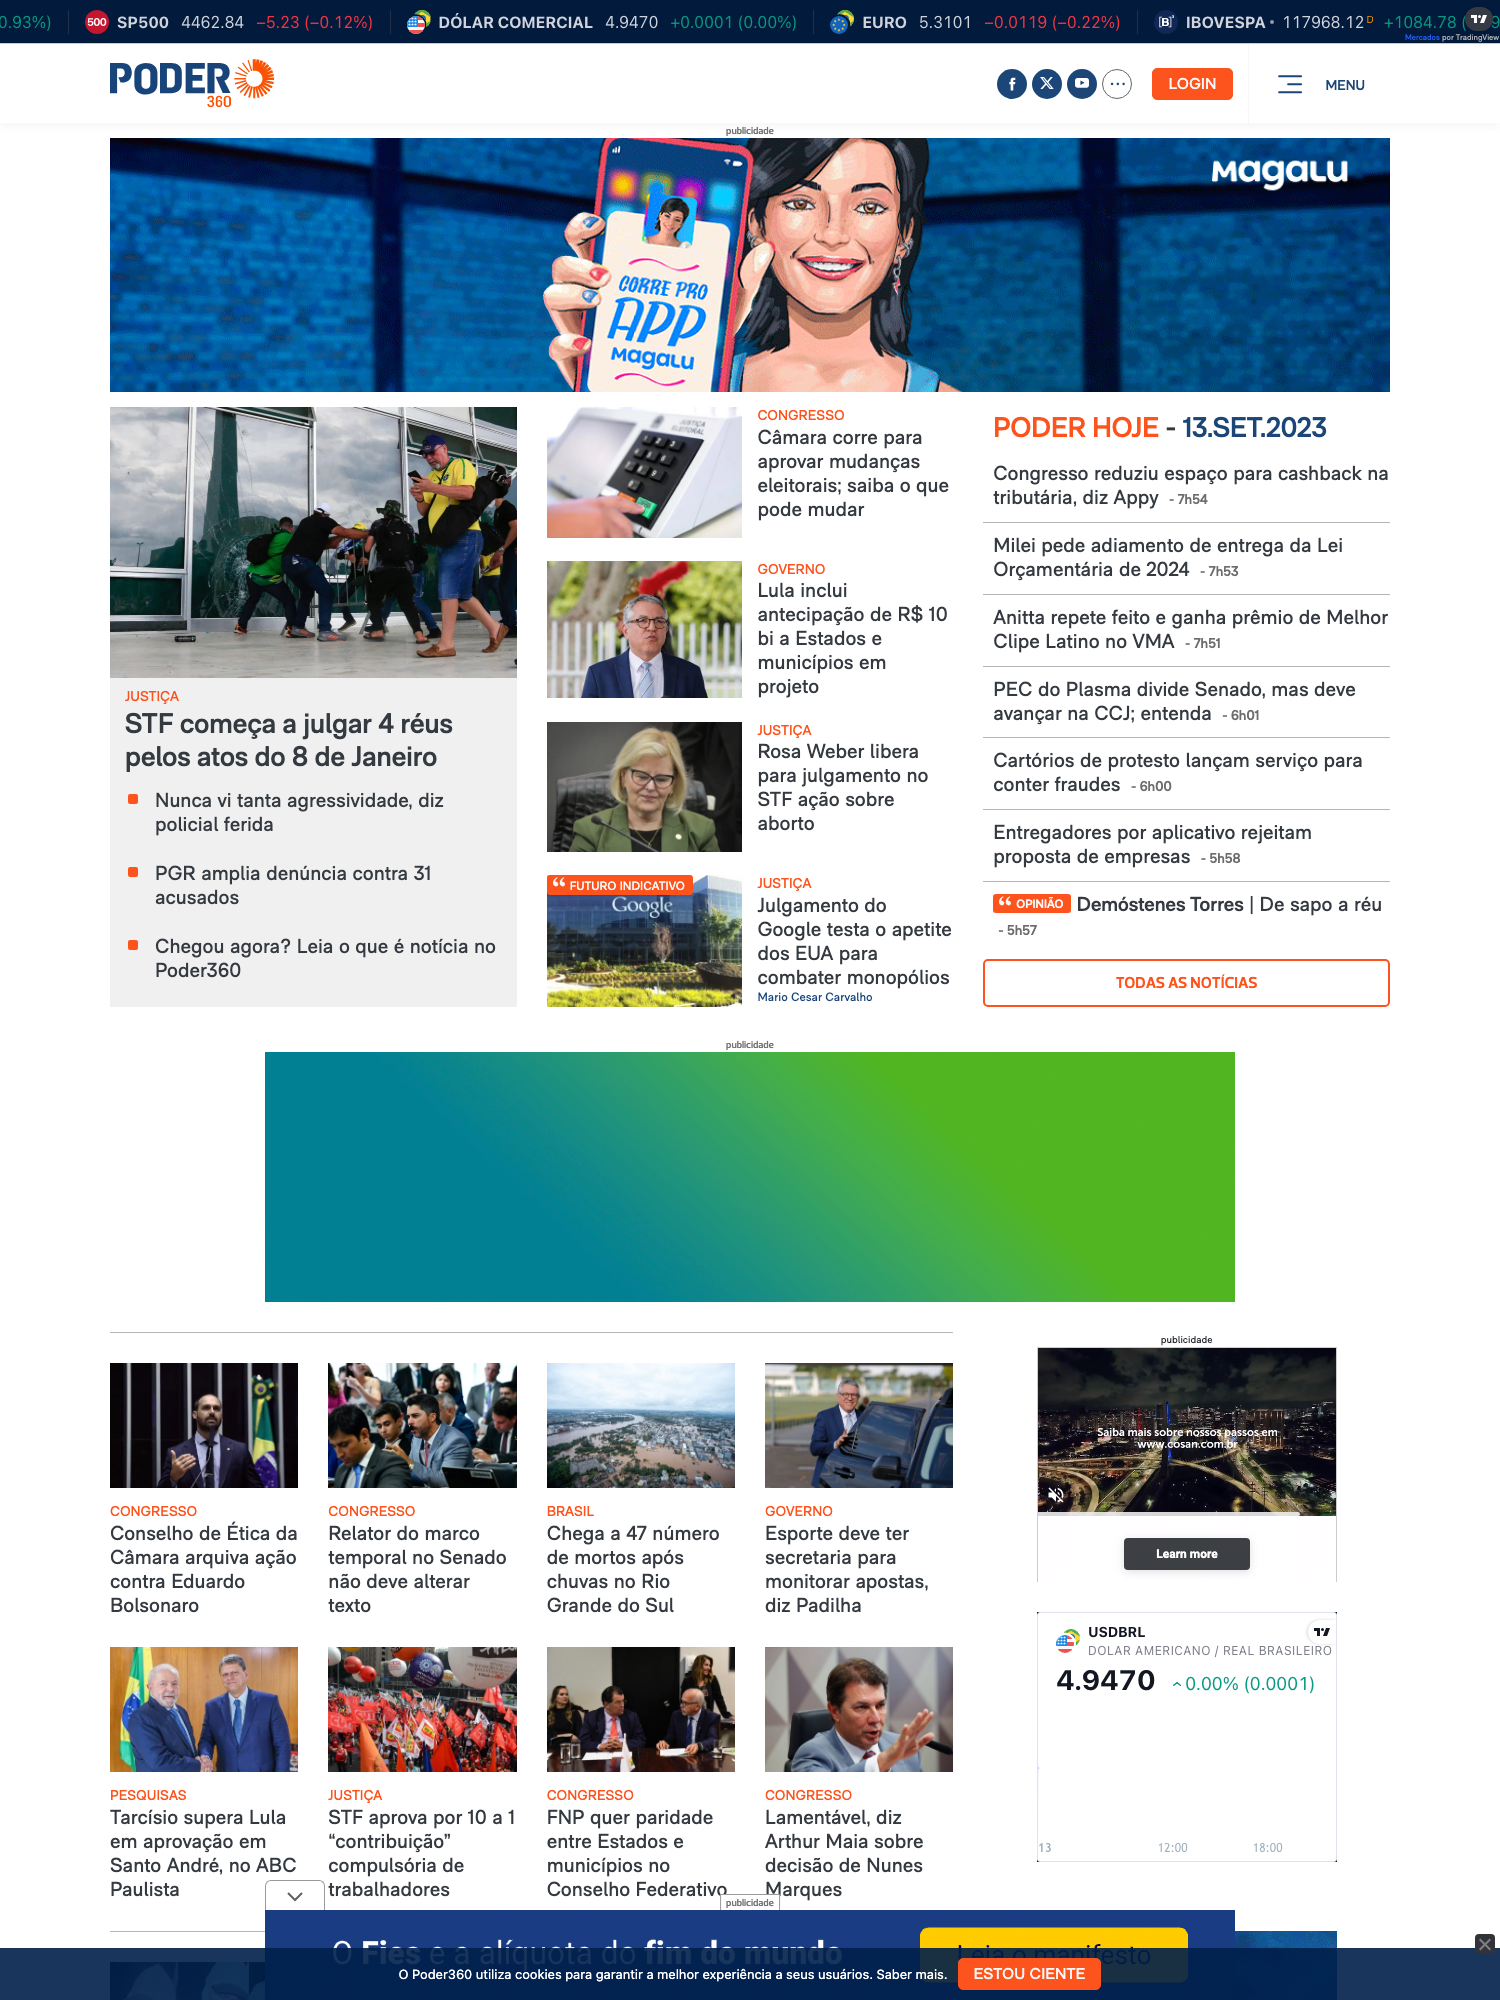 0.93%)
500 SP500 4462.84 −5.23 (−0.12%)
DÓLAR COMERCIAL 4.9470 +0.0001 (0.00%)
EURO 5.3101 −0.0119 (−0.22%)
[B]³ IBOVESPA 117968.12 D +1084.78
Mercados por TradingView
PODER
360
LOGIN
MENU
publicidade
Magalu
CORRE PRO
APP
Magalu
JUSTIÇA
STF começa a julgar 4 réus
pelos atos do 8 de Janeiro
Nunca vi tanta agressividade, diz
policial ferida
PGR amplia denúncia contra 31
acusados
Chegou agora? Leia o que é notícia no
Poder360
JUSTIÇA
ELEITORAL
CONGRESSO
Câmara corre para
aprovar mudanças
eleitorais; saiba o que
pode mudar
GOVERNO
Lula inclui
antecipação de R$ 10
bi a Estados e
municípios em
projeto
JUSTIÇA
Rosa Weber libera
para julgamento no
STF ação sobre
aborto
“ FUTURO INDICATIVO
Google
JUSTIÇA
Julgamento do
Google testa o apetite
dos EUA para
combater monopólios
Mario Cesar Carvalho
PODER HOJE - 13.SET.2023
Congresso reduziu espaço para cashback na
tributária, diz Appy - 7h54
Milei pede adiamento de entrega da Lei
Orçamentária de 2024 - 7h53
Anitta repete feito e ganha prêmio de Melhor
Clipe Latino no VMA - 7h51
PEC do Plasma divide Senado, mas deve
avançar na CCJ; entenda - 6h01
Cartórios de protesto lançam serviço para
conter fraudes - 6h00
Entregadores por aplicativo rejeitam
proposta de empresas - 5h58
“ OPINIÃO Demóstenes Torres | De sapo a réu
- 5h57
TODAS AS NOTÍCIAS
publicidade
CONGRESSO
Conselho de Ética da
Câmara arquiva ação
contra Eduardo
Bolsonaro
CONGRESSO
Relator do marco
temporal no Senado
não deve alterar
texto
BRASIL
Chega a 47 número
de mortos após
chuvas no Rio
Grande do Sul
GOVERNO
Esporte deve ter
secretaria para
monitorar apostas,
diz Padilha
publicidade
Saiba mais sobre nossos passos em
www.cosan.com.br
Learn more
USDBRL
DOLAR AMERICANO / REAL BRASILEIRO
4.9470 0.00% (0.0001)
13 12:00 18:00
PESQUISAS
Tarcísio supera Lula
em aprovação em
Santo André, no ABC
Paulista
JUSTIÇA
STF aprova por 10 a 1
“contribuição”
compulsória de
trabalhadores
CONGRESSO
FNP quer paridade
entre Estados e
municípios no
Conselho Federativo
CONGRESSO
Lamentável, diz
Arthur Maia sobre
decisão de Nunes
Marques
publicidade
O Fies e a alíquota do fim do mundo
Leia o manifesto
O Poder360 utiliza cookies para garantir a melhor experiência a seus usuários. Saber mais.
ESTOU CIENTE